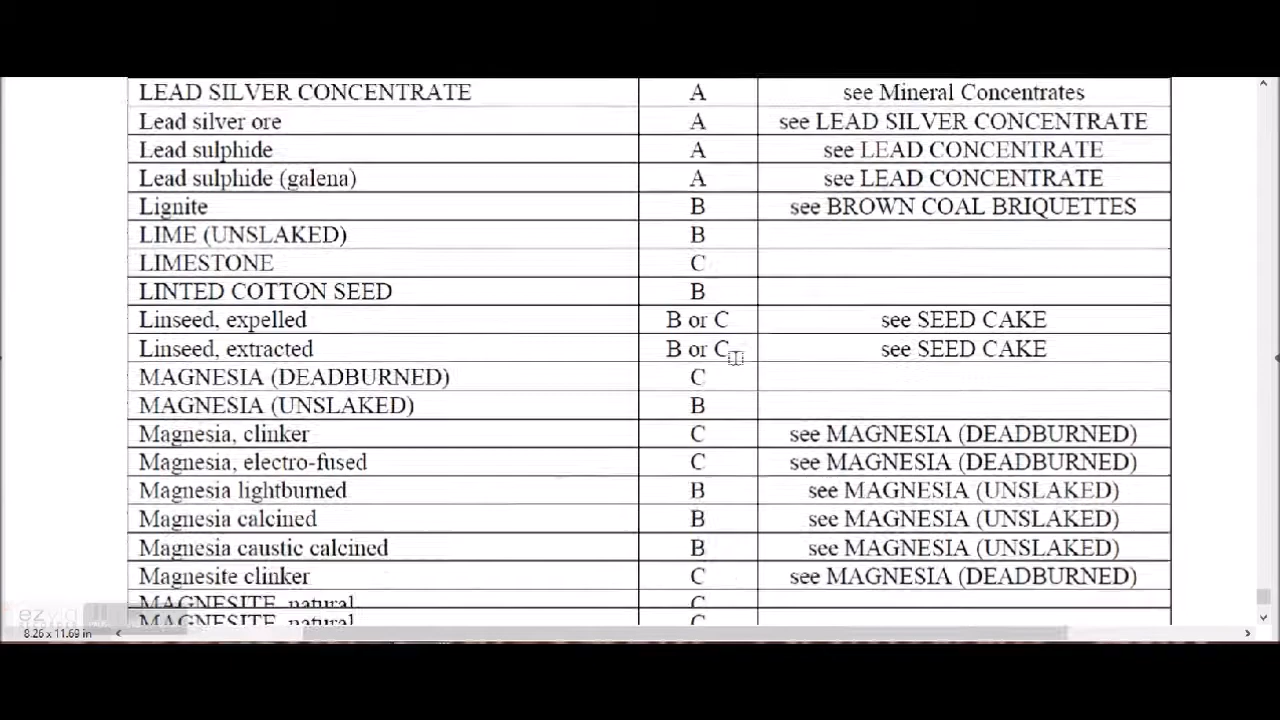 LEAD SILVER CONCENTRATE A see Mineral Concentrates
Lead silver ore A see LEAD SILVER CONCENTRATE
Lead sulphide A see LEAD CONCENTRATE
Lead sulphide (galena) A see LEAD CONCENTRATE
Lignite B see BROWN COAL BRIQUETTES
LIME (UNSLAKED) B
LIMESTONE C
LINTED COTTON SEED B
Linseed, expelled B or C see SEED CAKE
Linseed, extracted B or C see SEED CAKE
MAGNESIA (DEADBURNED) C
MAGNESIA (UNSLAKED) B
Magnesia, clinker C see MAGNESIA (DEADBURNED)
Magnesia, electro-fused C see MAGNESIA (DEADBURNED)
Magnesia lightburned B see MAGNESIA (UNSLAKED)
Magnesia calcined B see MAGNESIA (UNSLAKED)
Magnesia caustic calcined B see MAGNESIA (UNSLAKED)
Magnesite clinker C see MAGNESIA (DEADBURNED)
MAGNESITE, natural C
MAGNESITE, natural C
8.26 x 11.69 in